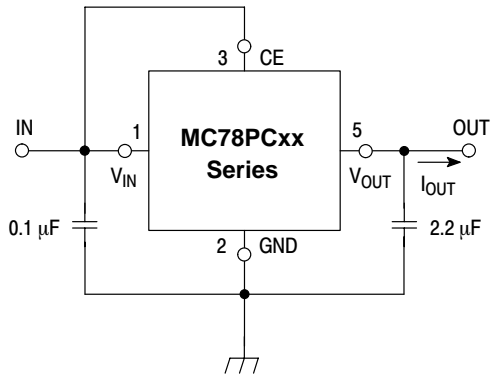 3 CE
IN
1
MC78PCxx
Series
5
OUT
VIN
VOUT
IOUT
0.1 μF
2 GND
2.2 μF